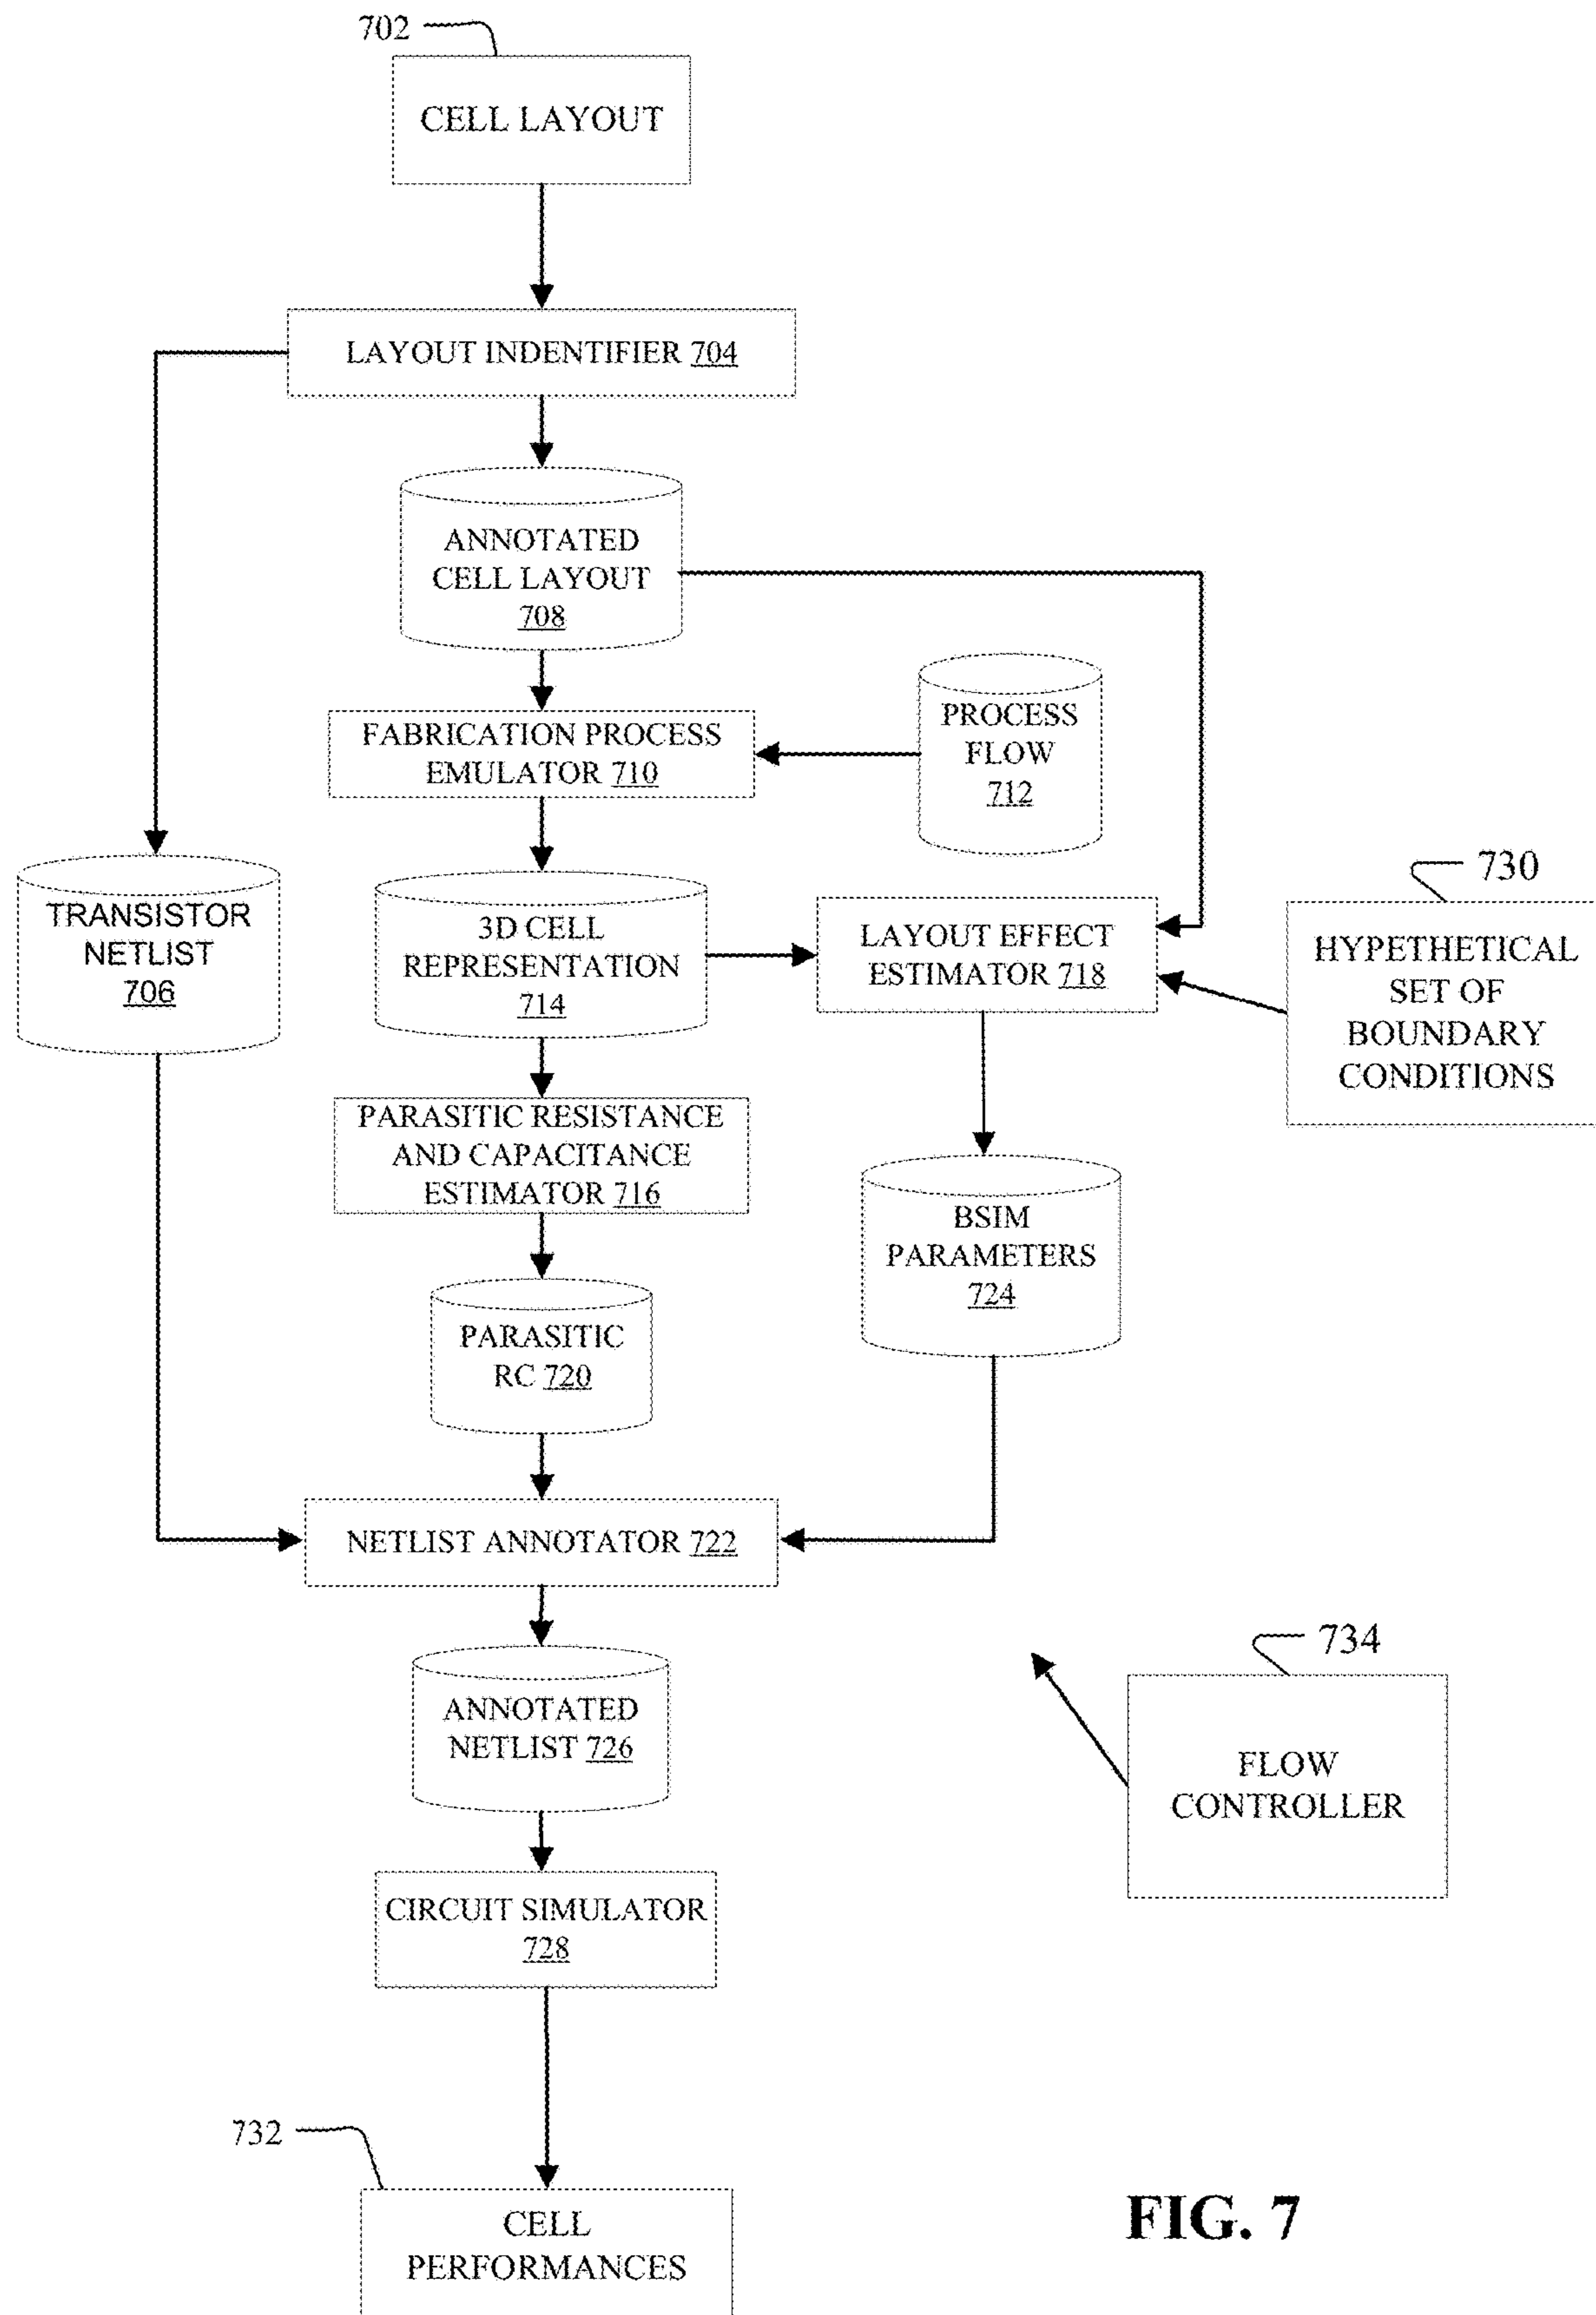 702
CELL LAYOUT
LAYOUT INDENTIFIER 704
ANNOTATED
CELL LAYOUT
708
PROCESS
FLOW
712
FABRICATION PROCESS
EMULATOR 710
TRANSISTOR
NETLIST
706
3D CELL
REPRESENTATION
714
LAYOUT EFFECT
ESTIMATOR 718
730
HYPETHETICAL
SET OF
BOUNDARY
CONDITIONS
PARASITIC RESISTANCE
AND CAPACITANCE
ESTIMATOR 716
BSIM
PARAMETERS
724
PARASITIC
RC 720
NETLIST ANNOTATOR 722
ANNOTATED
NETLIST 726
734
FLOW
CONTROLLER
CIRCUIT SIMULATOR
728
732
CELL
PERFORMANCES
FIG. 7